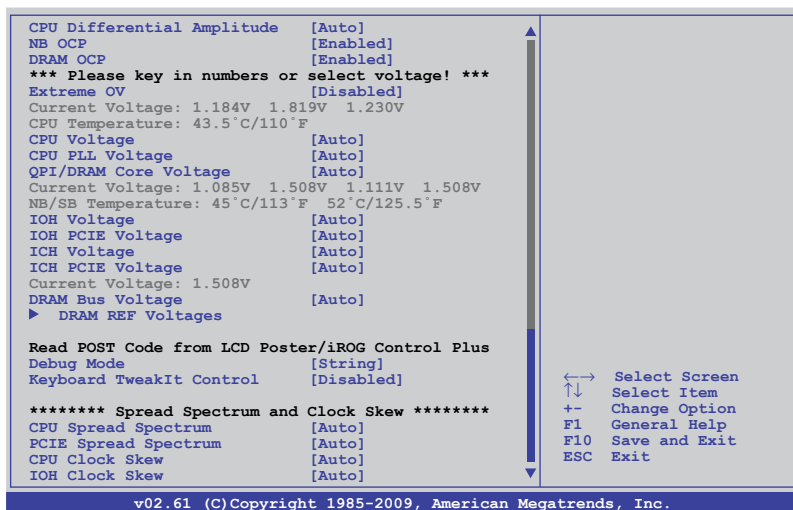 CPU Differential Amplitude [Auto]
NB OCP [Enabled]
DRAM OCP [Enabled]
*** Please key in numbers or select voltage! ***
Extreme OV [Disabled]
Current Voltage: 1.184V 1.819V 1.230V
CPU Temperature: 43.5°C/110°F
CPU Voltage [Auto]
CPU PLL Voltage [Auto]
QPI/DRAM Core Voltage [Auto]
Current Voltage: 1.085V 1.508V 1.111V 1.508V
NB/SB Temperature: 45°C/113°F 52°C/125.5°F
IOH Voltage [Auto]
IOH PCIE Voltage [Auto]
ICH Voltage [Auto]
ICH PCIE Voltage [Auto]
Current Voltage: 1.508V
DRAM Bus Voltage [Auto]
▶ DRAM REF Voltages
Read POST Code from LCD Poster/iROG Control Plus
Debug Mode [String]
Keyboard TweakIt Control [Disabled]
******** Spread Spectrum and Clock Skew ********
CPU Spread Spectrum [Auto]
PCIE Spread Spectrum [Auto]
CPU Clock Skew [Auto]
IOH Clock Skew [Auto]
←→ Select Screen
↑↓ Select Item
+- Change Option
F1 General Help
F10 Save and Exit
ESC Exit
v02.61 (C)Copyright 1985-2009, American Megatrends, Inc.